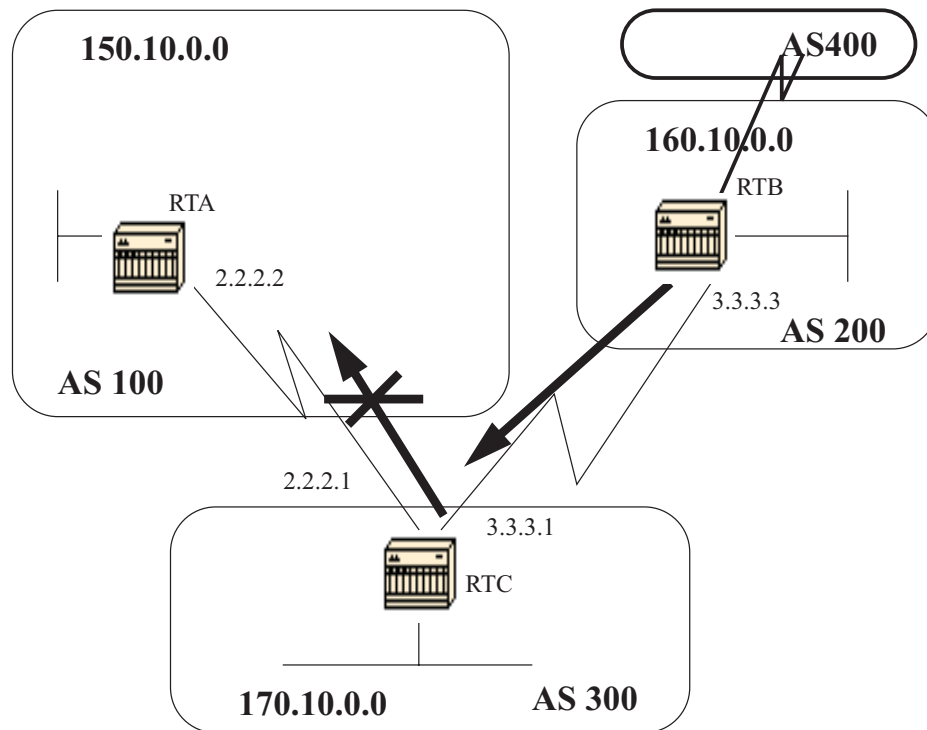 150.10.0.0
AS400
160.10.0.0
RTB
RTA
2.2.2.2
3.3.3.3
AS 200
AS 100
2.2.2.1
3.3.3.1
RTC
170.10.0.0
AS 300